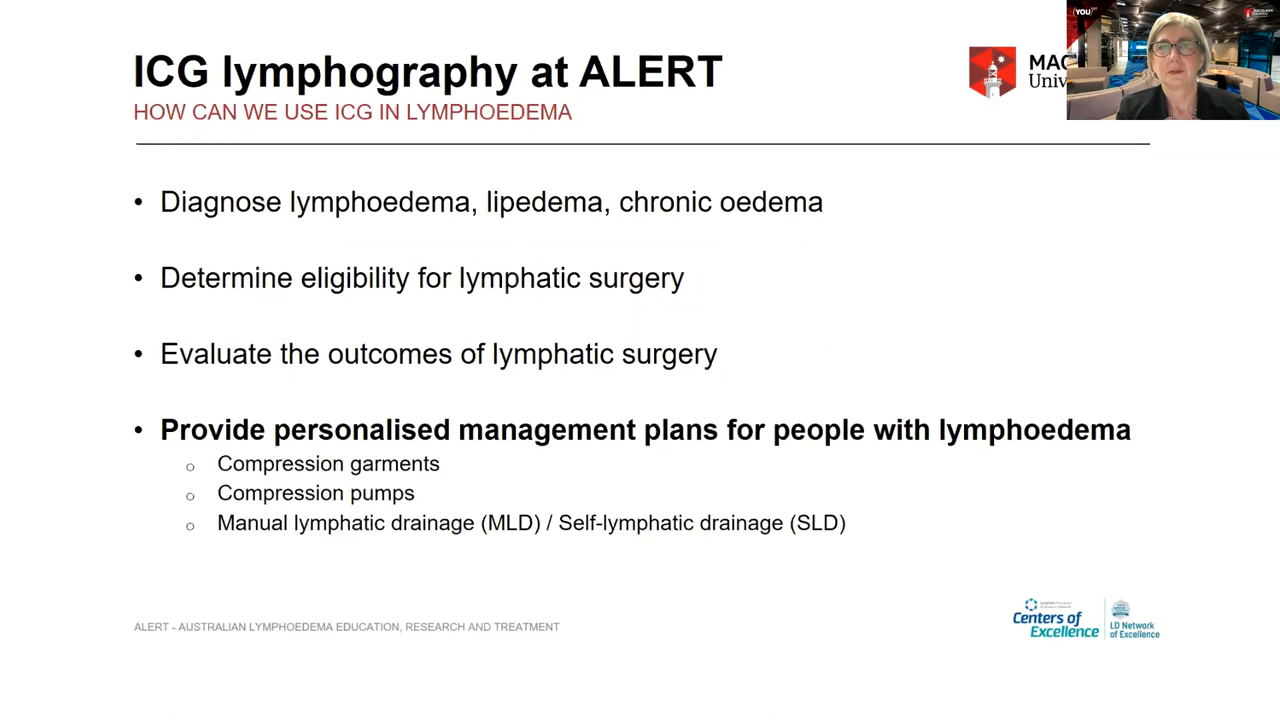 ICG lymphography at ALERT
HOW CAN WE USE ICG IN LYMPHOEDEMA
MAC
Univ
(YOU)
MACQUARIE
• Diagnose lymphoedema, lipedema, chronic oedema
• Determine eligibility for lymphatic surgery
• Evaluate the outcomes of lymphatic surgery
• Provide personalised management plans for people with lymphoedema
o Compression garments
o Compression pumps
o Manual lymphatic drainage (MLD) / Self-lymphatic drainage (SLD)
ALERT - AUSTRALIAN LYMPHOEDEMA EDUCATION, RESEARCH AND TREATMENT
Centers of
Excellence
LD Network
of Excellence